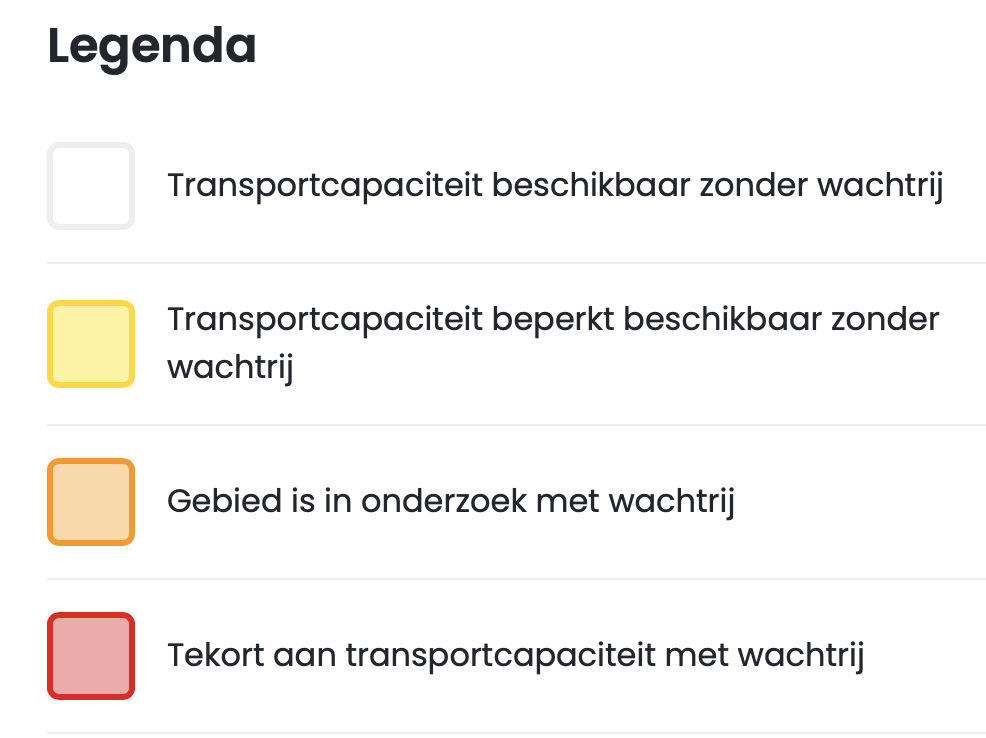 Legenda
Transportcapaciteit beschikbaar zonder wachtrij
Transportcapaciteit beperkt beschikbaar zonder
wachtrij
Gebied is in onderzoek met wachtrij
Tekort aan transportcapaciteit met wachtrij